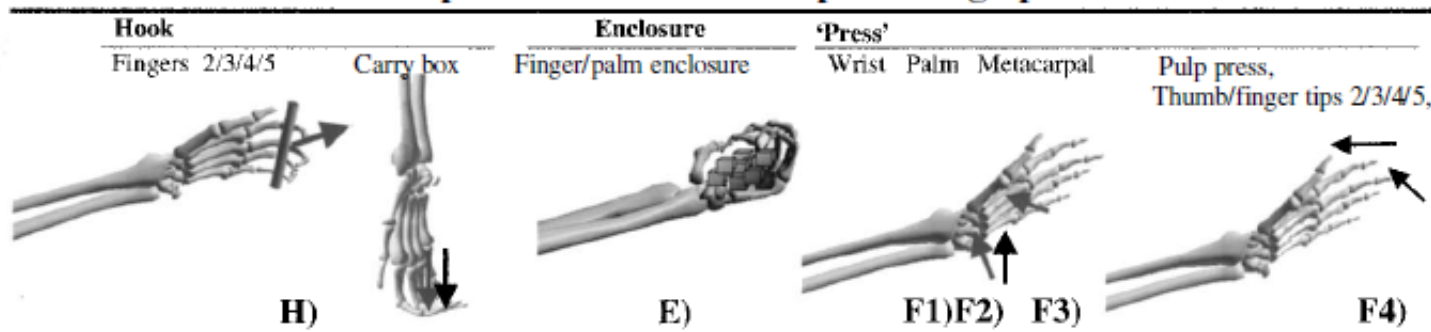 Hook Enclosure 'Press'
Fingers 2/3/4/5 Carry box Finger/palm enclosure Wrist Palm Metacarpal Pulp press,
Thumb/finger tips 2/3/4/5,
H) E) F1)F2) F3) F4)